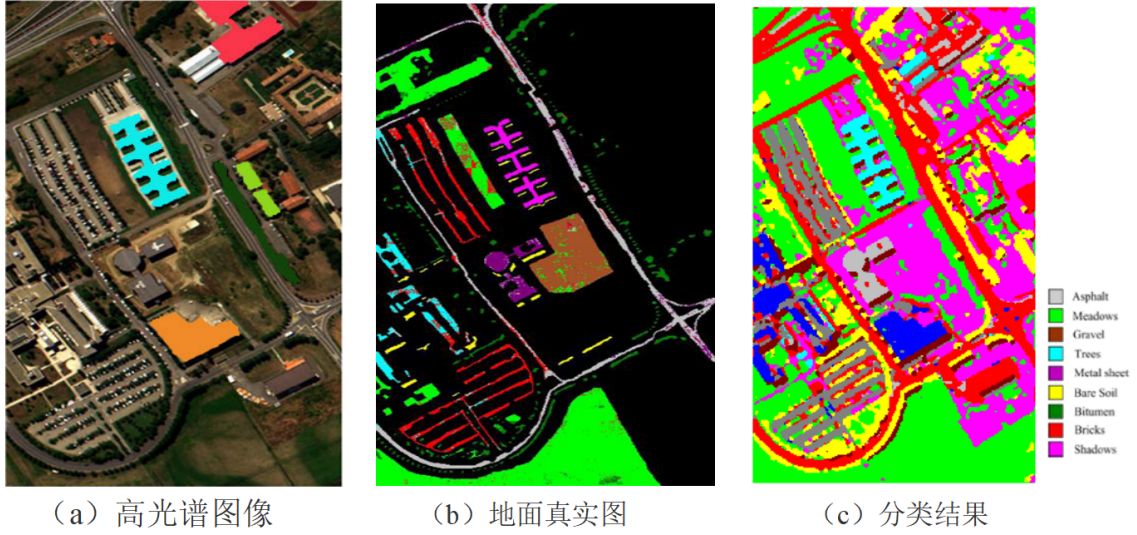 Asphalt
Meadows
Gravel
Trees
Metal sheet
Bare Soil
Bitumen
Bricks
Shadows
（a）高光谱图像
（b）地面真实图
（c）分类结果